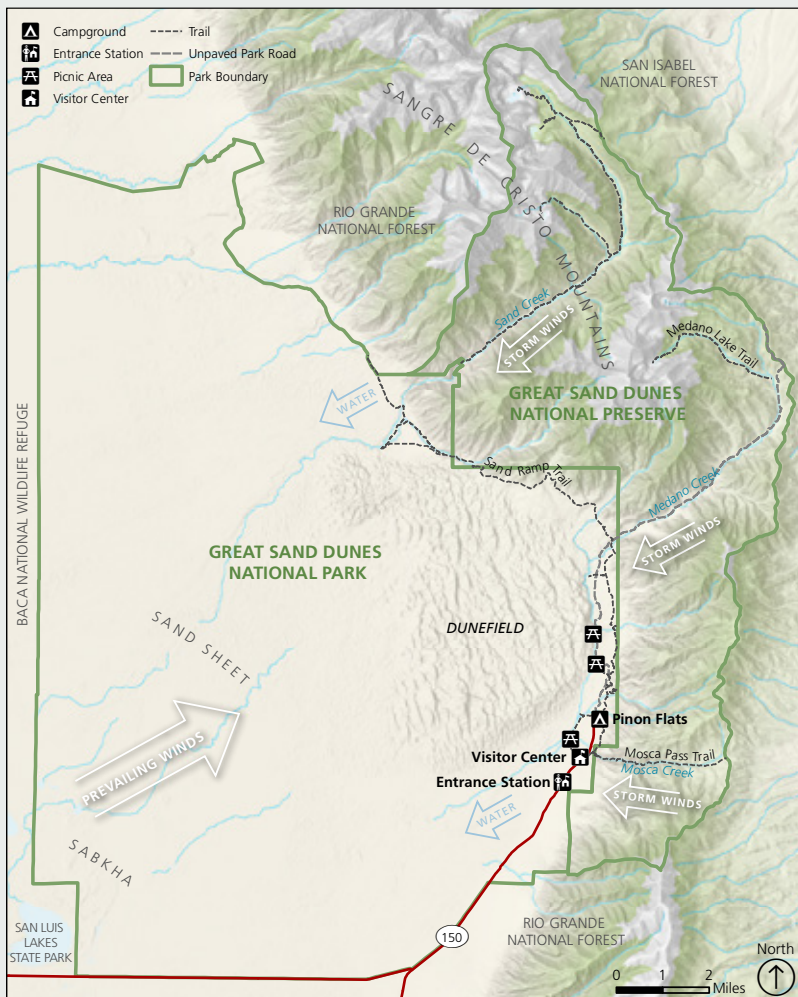 Campground
Trail
Entrance Station
Unpaved Park Road
Picnic Area
Park Boundary
Visitor Center
SAN ISABEL
NATIONAL FOREST
SANGRE DE CRISTO MOUNTAINS
RIO GRANDE
NATIONAL FOREST
Sand Creek
STORM WINDS
Medano Lake Trail
WATER
GREAT SAND DUNES
NATIONAL PRESERVE
BACA NATIONAL WILDLIFE REFUGE
Sand Ramp Trail
Medano Creek
STORM WINDS
GREAT SAND DUNES
NATIONAL PARK
SAND SHEET
DUNEFIELD
PREVAILING WINDS
Pinon Flats
Visitor Center
Mosca Pass Trail
Mosca Creek
Entrance Station
STORM WINDS
WATER
SABKHA
SAN LUIS
LAKES
STATE PARK
150
RIO GRANDE
NATIONAL FOREST
North
0 1 2
Miles